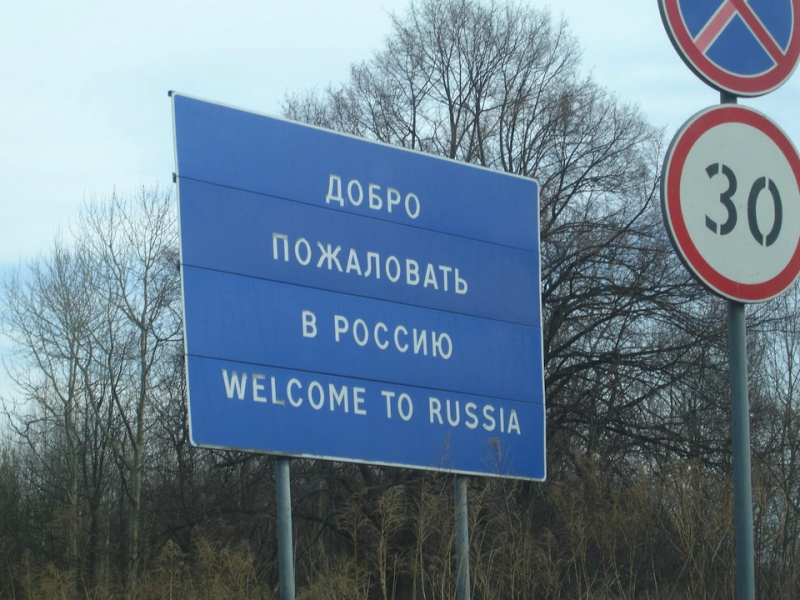 ДОБРО
ПОЖАЛОВАТЬ
В РОССИЮ
WELCOME TO RUSSIA
30